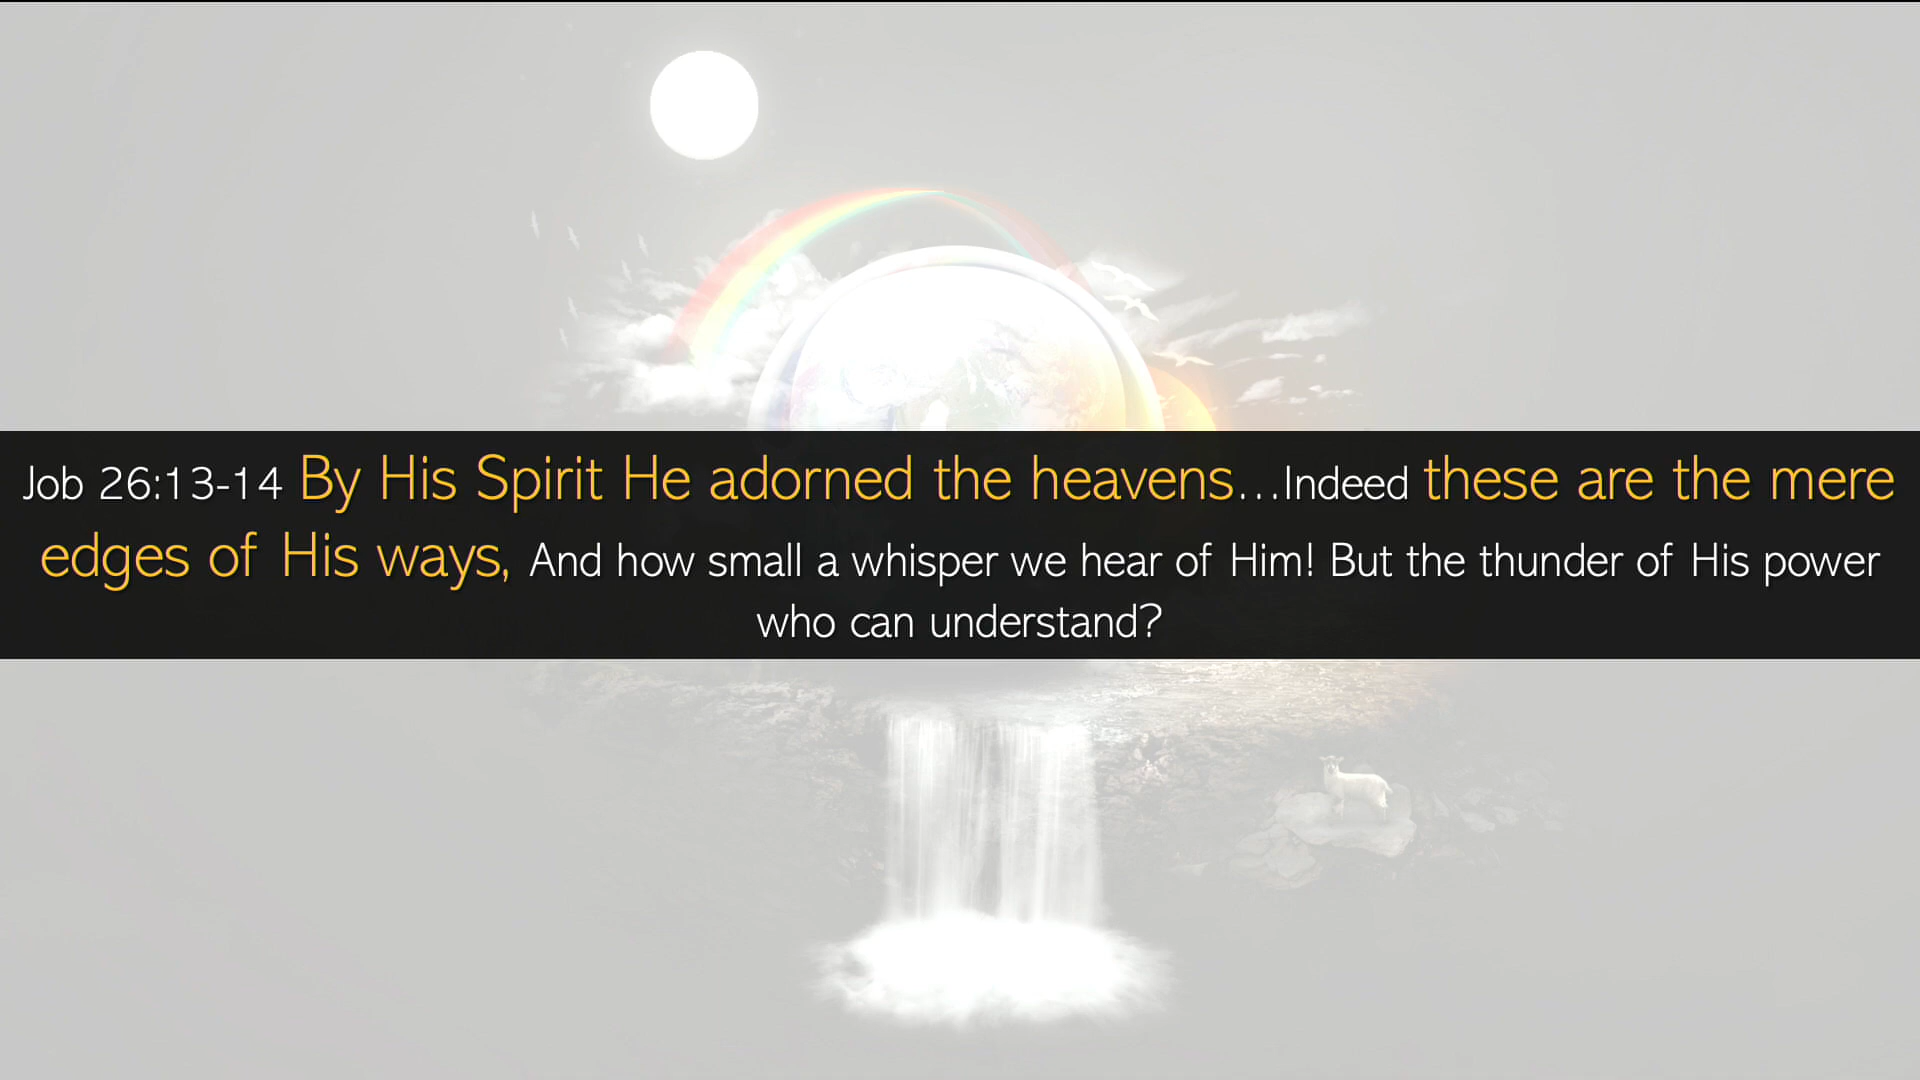 Job 26:13-14 By His Spirit He adorned the heavens…Indeed these are the mere
edges of His ways, And how small a whisper we hear of Him! But the thunder of His power
who can understand?